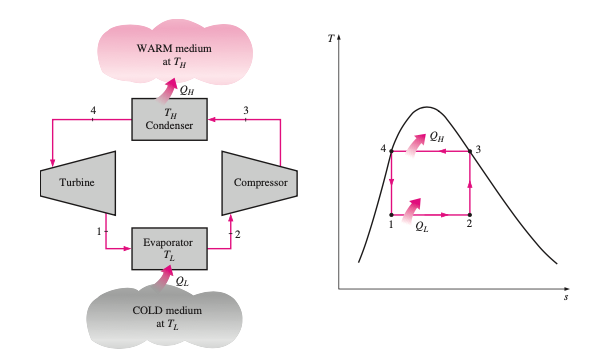 WARM medium
at T_H
Q_H
4
3
T_H
Condenser
Turbine
Compressor
1
2
Evaporator
T_L
Q_L
COLD medium
at T_L
T
4
Q_H
3
1
Q_L
2
s